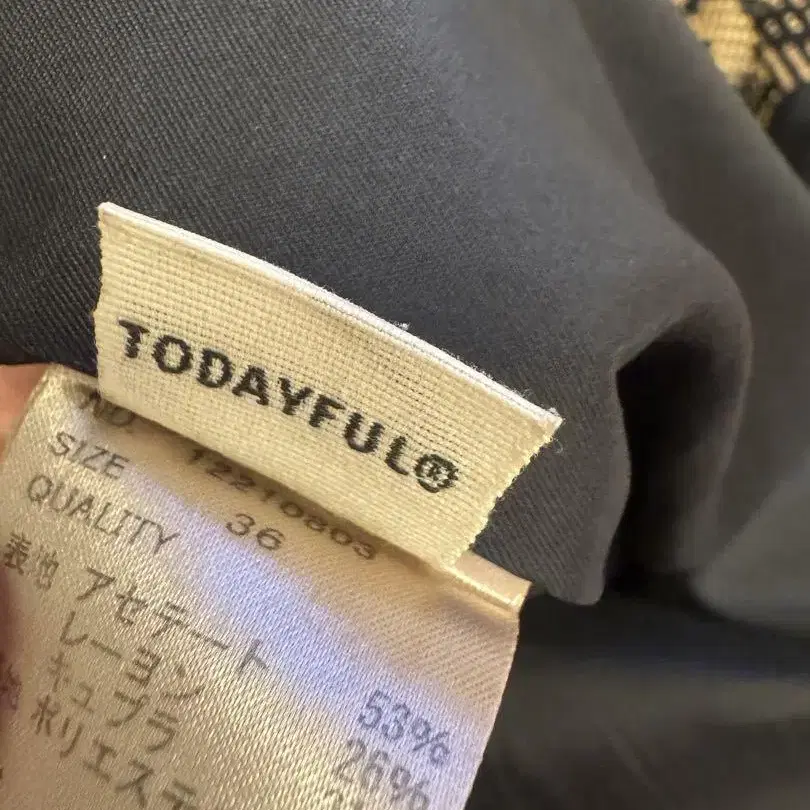 TODAYFUL®
NO. 12210803
SIZE 36
QUALITY
表地 アセテート 53%
レーヨン 26%
キュプラ
ポリエステ